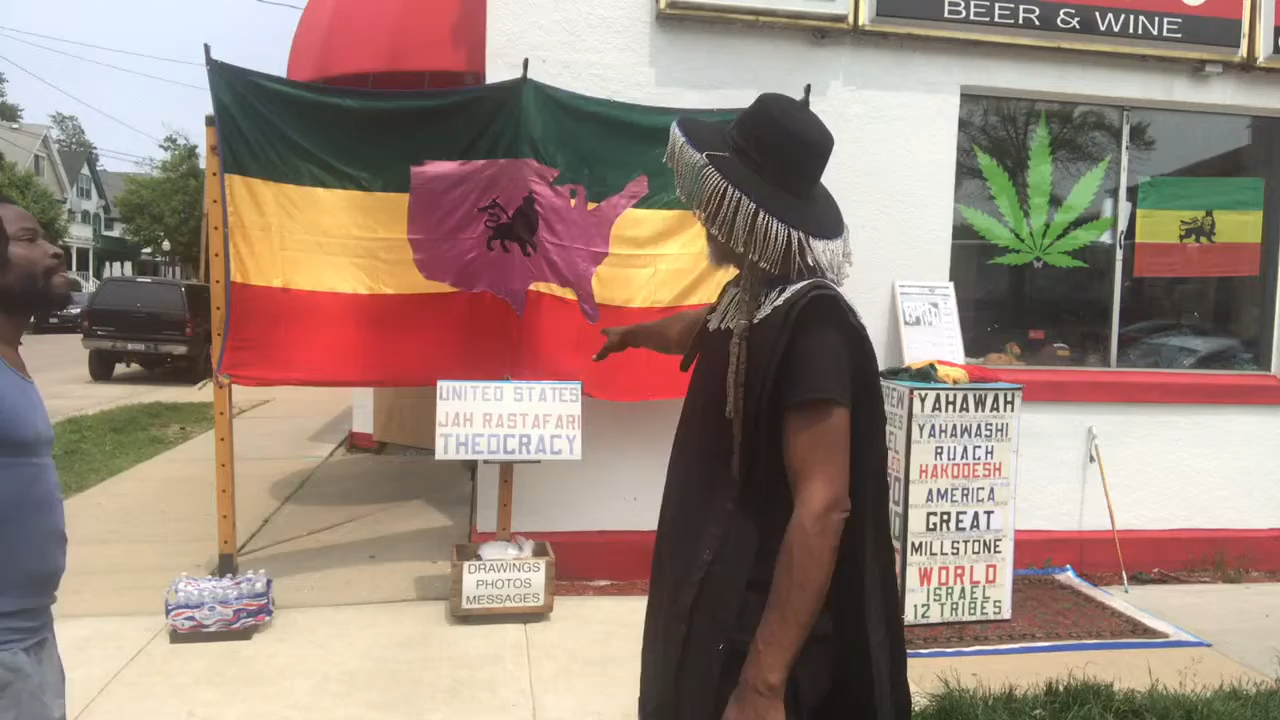 BEER & WINE
UNITED STATES
JAH RASTAFARI
THEOCRACY
DRAWINGS
PHOTOS
MESSAGES
YAHAWAH
YAHAWASHI
RUACH
HAKODESH
AMERICA
GREAT
MILLSTONE
WORLD
ISRAEL
12 TRIBES